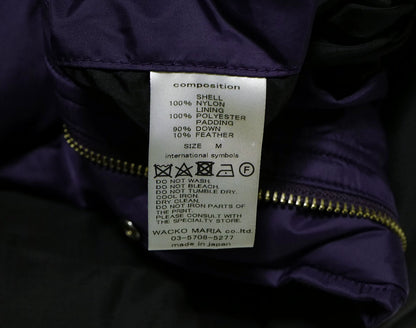 composition
SHELL
100% NYLON
LINING
100% POLYESTER
PADDING
90% DOWN
10% FEATHER
SIZE M
international symbols
F
DO NOT WASH.
DO NOT BLEACH.
DO NOT TUMBLE DRY.
COOL IRON.
DRY CLEAN.
DO NOT IRON PARTS OF
THE PRINT.
PLEASE CONSULT WITH
THE SPECIALTY STORE.
WACKO MARIA co.ltd.
03-5708-5277
made in japan